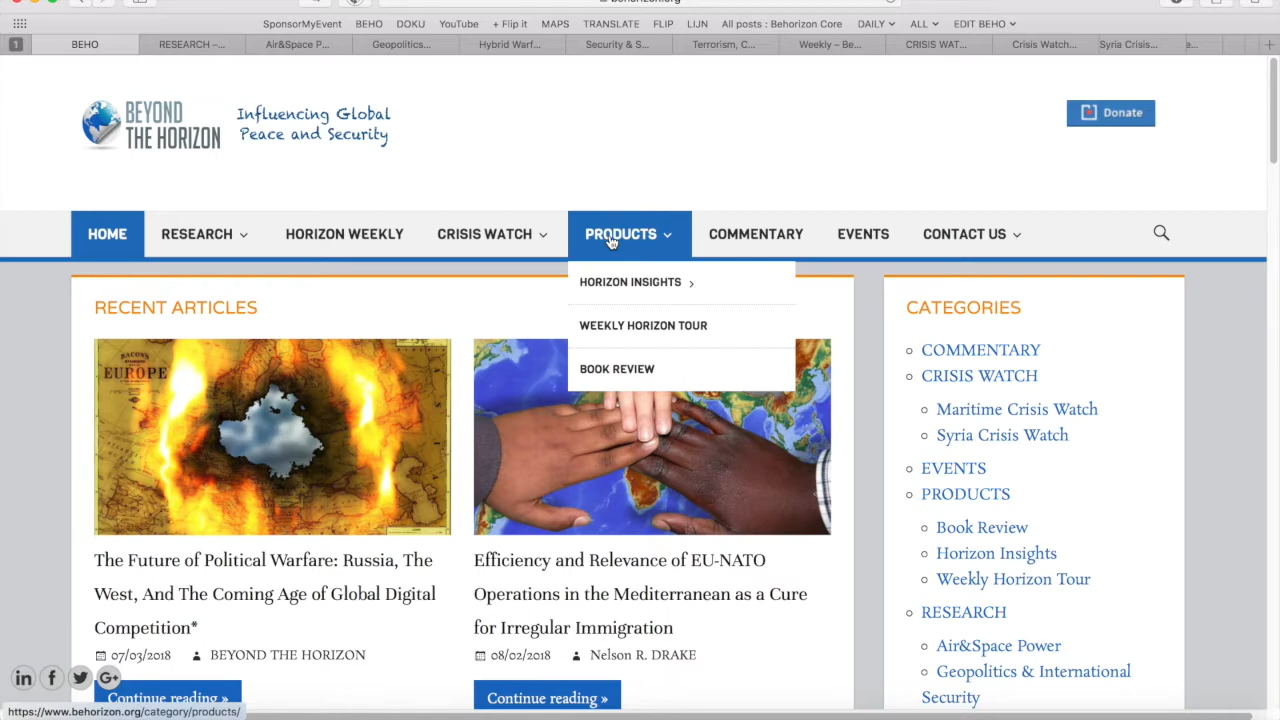 behorizon.org
SponsorMyEvent BEHO DOKU YouTube + Flip it MAPS TRANSLATE FLIP LIJN All posts : Behorizon Core DAILY ALL EDIT BEHO
1 BEHO RESEARCH –... Air&Space P... Geopolitics... Hybrid Warf... Security & S... Terrorism, C... Weekly – Be... CRISIS WAT... Crisis Watch... Syria Crisis... e...
BEYOND
THE HORIZON
Influencing Global
Peace and Security
Donate
HOME RESEARCH HORIZON WEEKLY CRISIS WATCH PRODUCTS COMMENTARY EVENTS CONTACT US
HORIZON INSIGHTS
WEEKLY HORIZON TOUR
BOOK REVIEW
RECENT ARTICLES
BACON'S
EUROPE
The Future of Political Warfare: Russia, The
West, And The Coming Age of Global Digital
Competition*
07/03/2018 BEYOND THE HORIZON
Continue reading »
Efficiency and Relevance of EU-NATO
Operations in the Mediterranean as a Cure
for Irregular Immigration
08/02/2018 Nelson R. DRAKE
Continue reading »
CATEGORIES
COMMENTARY
CRISIS WATCH
Maritime Crisis Watch
Syria Crisis Watch
EVENTS
PRODUCTS
Book Review
Horizon Insights
Weekly Horizon Tour
RESEARCH
Air&Space Power
Geopolitics & International
Security
in f G+
https://www.behorizon.org/category/products/